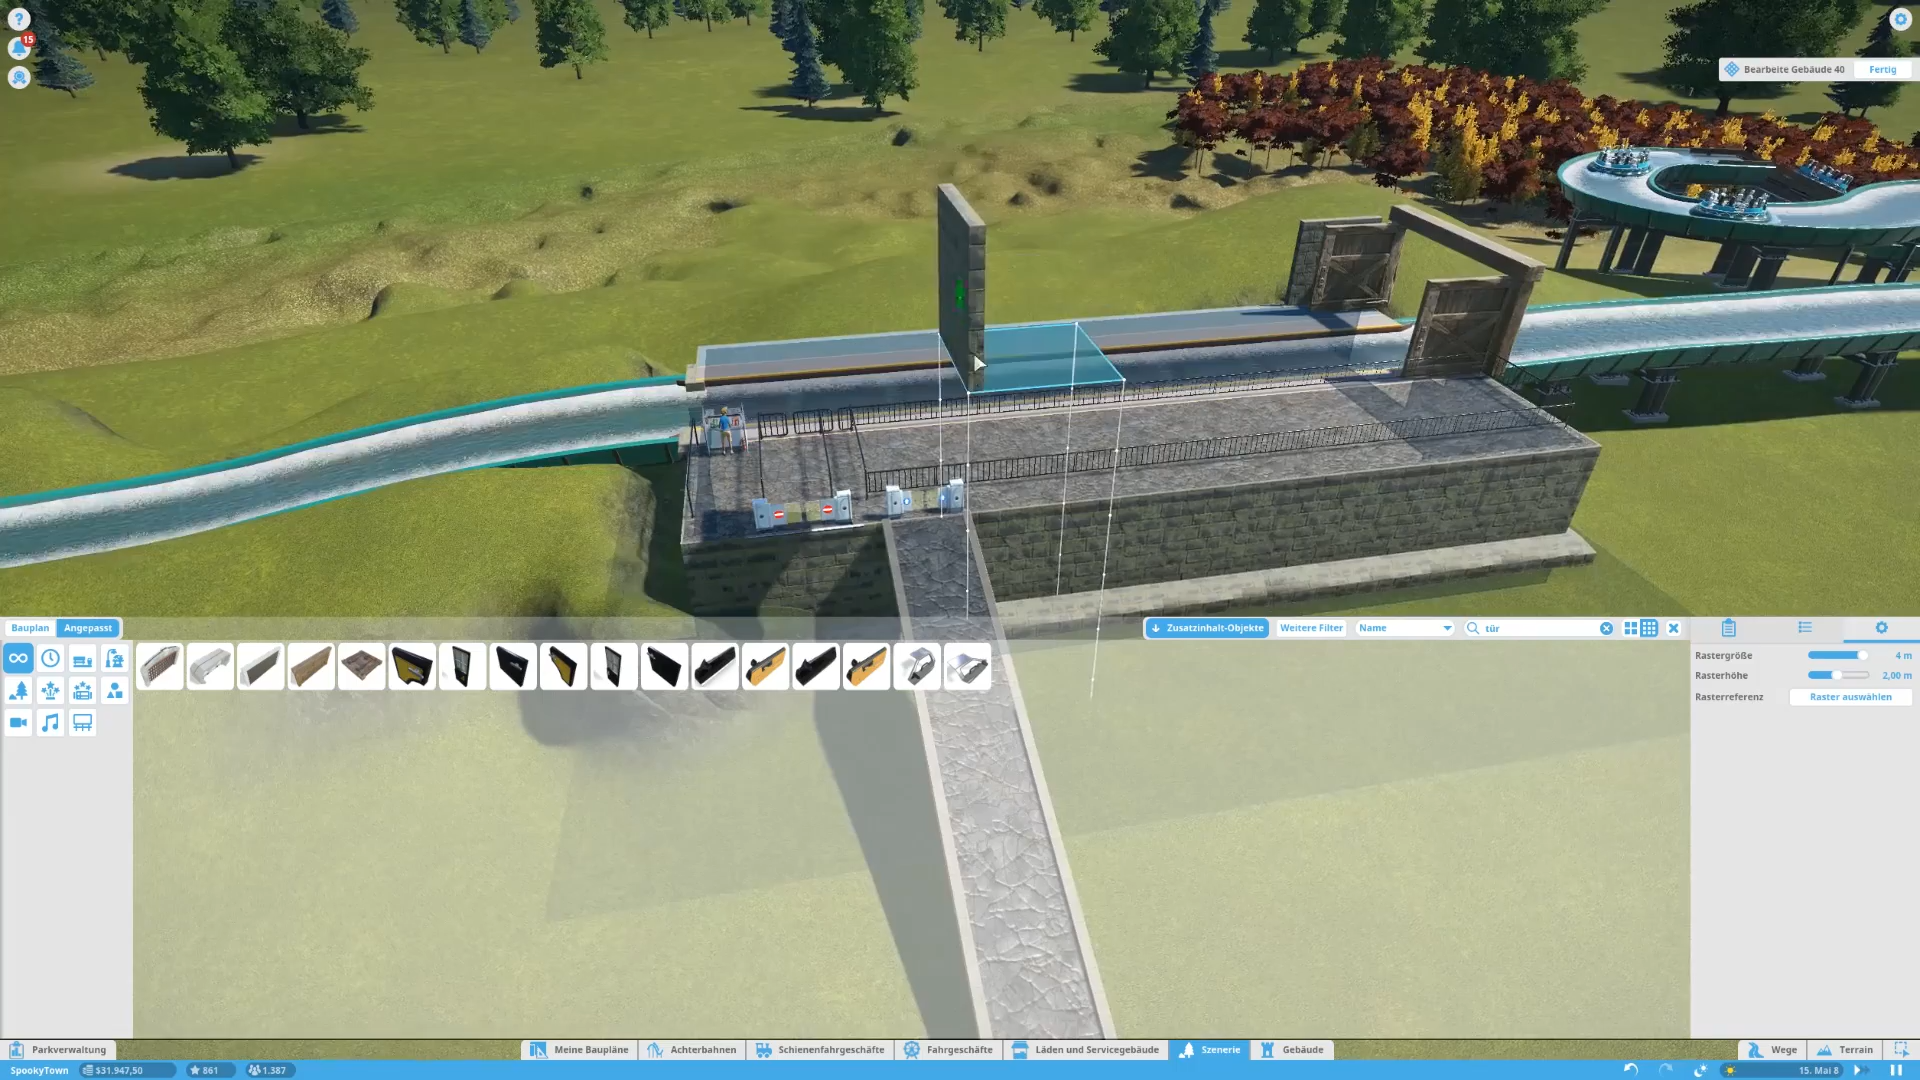 ?
15
Bearbeite Gebäude 40
Fertig
Bauplan
Angepasst
Zusatzinhalt-Objekte
Weitere Filter
Name
tür
Rastergröße
4 m
Rasterhöhe
2,00 m
Rasterreferenz
Raster auswählen
Parkverwaltung
Meine Baupläne
Achterbahnen
Schienenfahrgeschäfte
Fahrgeschäfte
Läden und Servicegebäude
Szenerie
Gebäude
Wege
Terrain
SpookyTown
$31.947,50
861
1.387
15. Mai 8